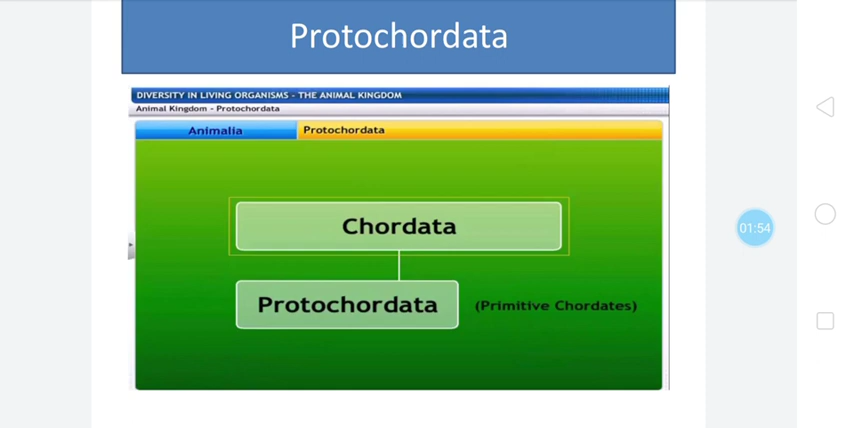 Protochordata
DIVERSITY IN LIVING ORGANISMS - THE ANIMAL KINGDOM
Animal Kingdom - Protochordata
Animalia
Protochordata
Chordata
Protochordata
(Primitive Chordates)
01:54